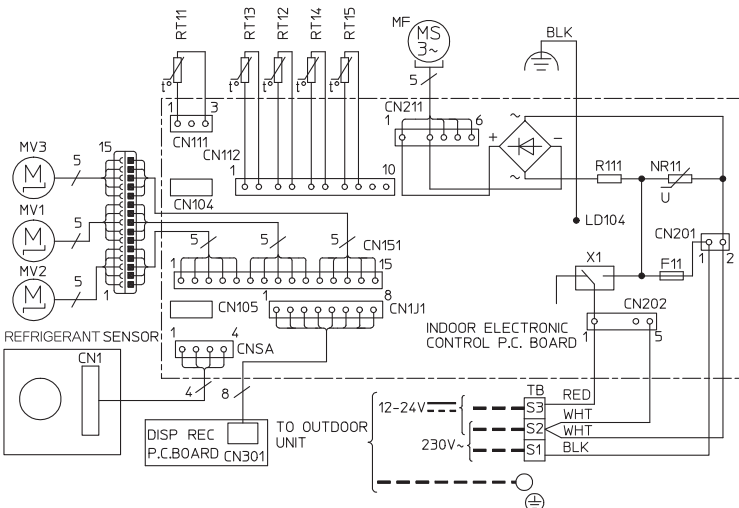 RT11
RT13
RT12
RT14
RT15
t°
t°
t°
t°
t°
MF
MS
3~
5
BLK
1
3
CN111
CN211
1
6
+
~
-
~
R111
NR11
U
MV3
5
15
CN112
1
10
CN104
LD104
MV1
5
MV2
5
1
5
5
5
CN151
1
15
CN201
1
2
X1
F11
CN105
1
8
CN1J1
CN202
1
5
INDOOR ELECTRONIC
CONTROL P.C. BOARD
REFRIGERANT SENSOR
CN1
1
4
CNSA
4
8
DISP REC
P.C.BOARD
CN301
TO OUTDOOR
UNIT
12-24V
230V~
TB
S3
S2
S1
RED
WHT
WHT
BLK
M
M
M